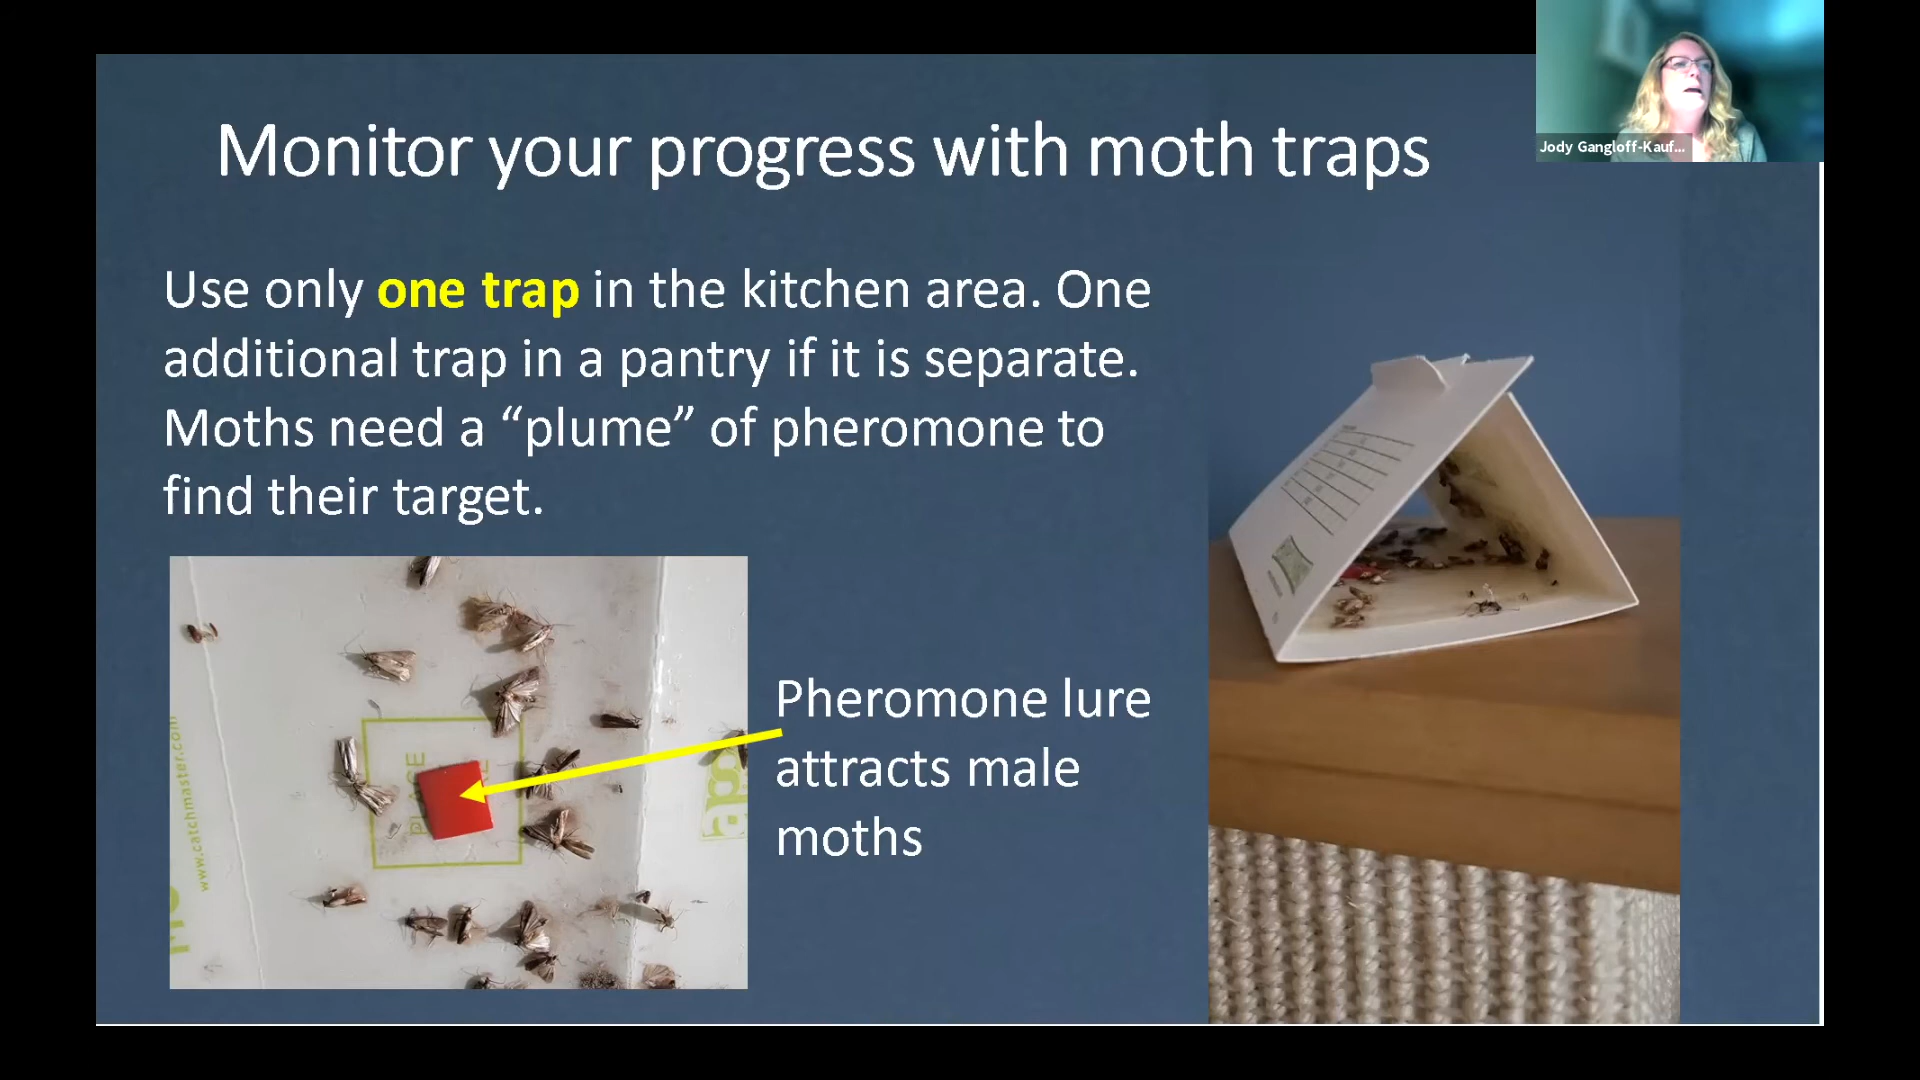 Jody Gangloff-Kauf...
Monitor your progress with moth traps
Use only one trap in the kitchen area. One
additional trap in a pantry if it is separate.
Moths need a “plume” of pheromone to
find their target.
Pheromone lure
attracts male
moths
www.catchmaster.com